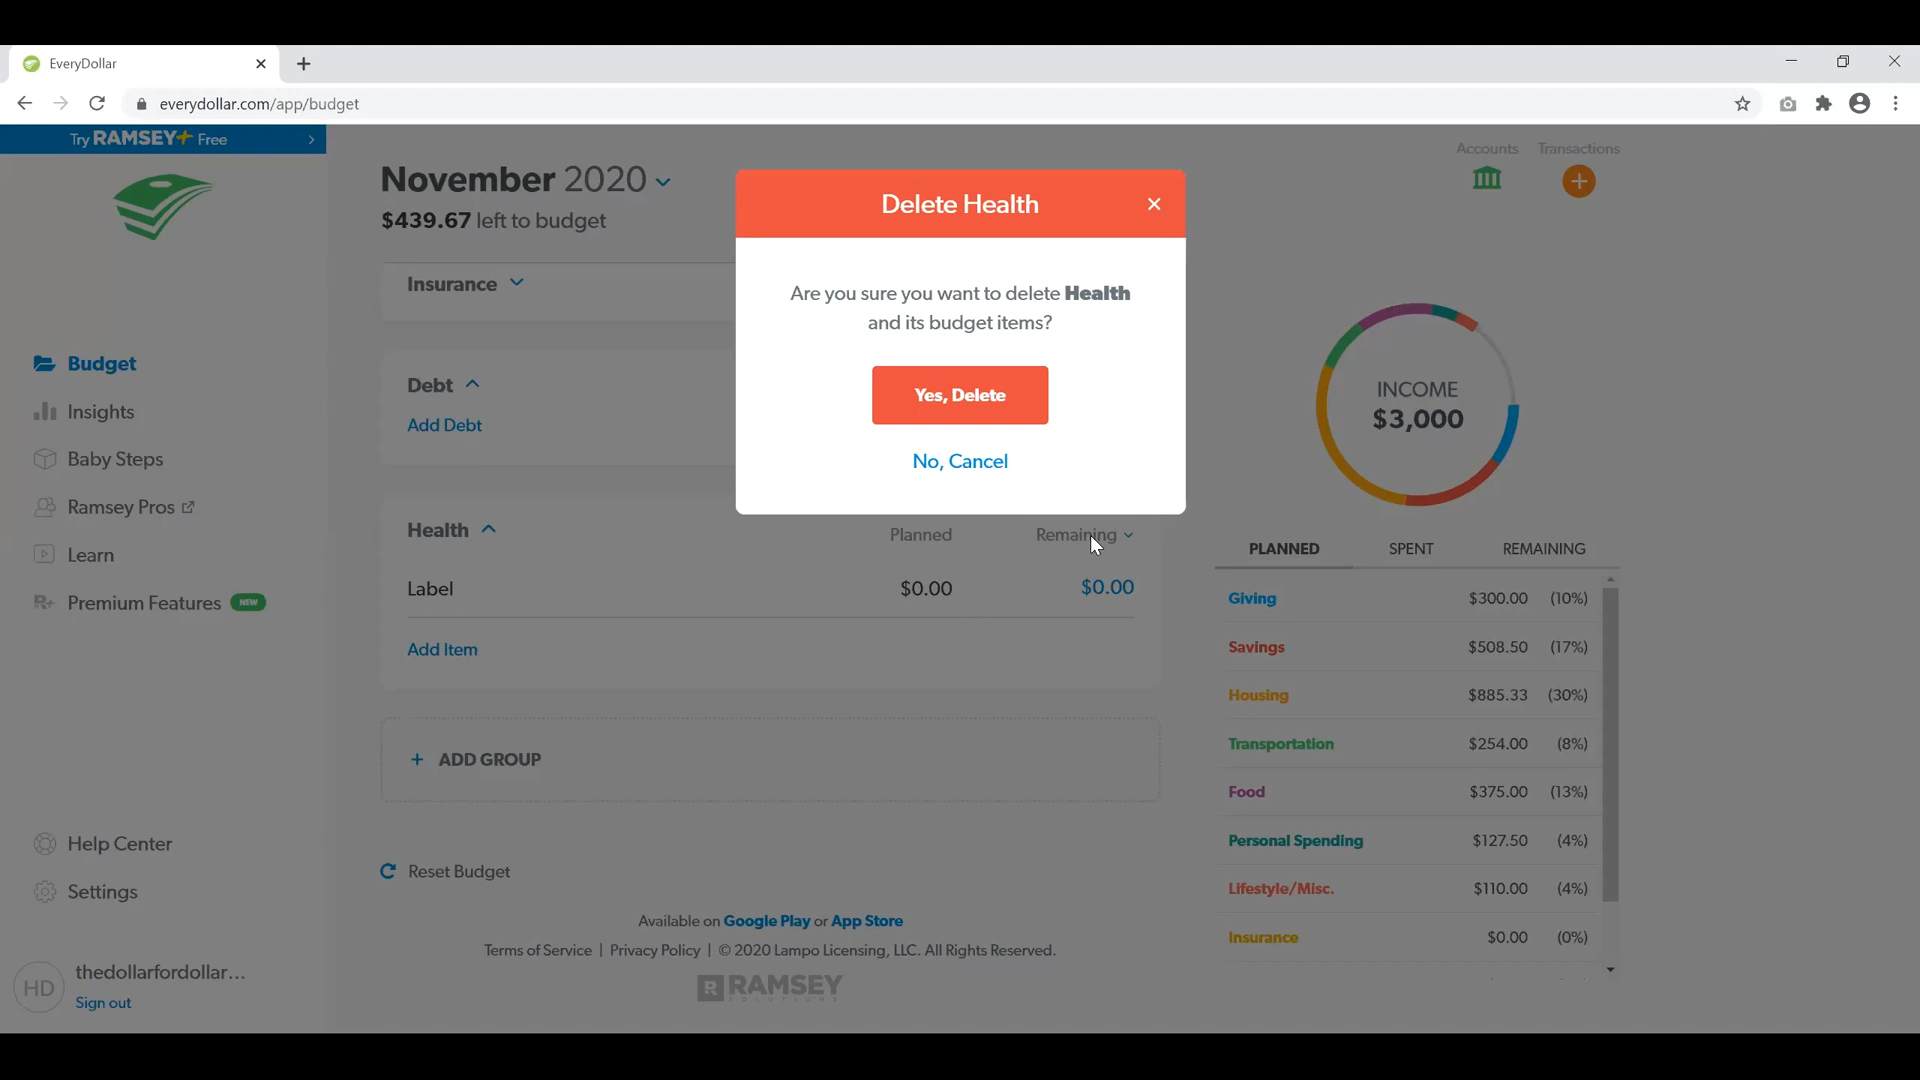 EveryDollar
everydollar.com/app/budget
Try RAMSEY+ Free
November 2020
$439.67 left to budget
Accounts
Transactions
Delete Health
Are you sure you want to delete Health
and its budget items?
Yes, Delete
No, Cancel
Insurance
Debt
Add Debt
Health
Planned
Remaining
Label
$0.00
$0.00
Add Item
+ ADD GROUP
Reset Budget
Available on Google Play or App Store
Terms of Service | Privacy Policy | © 2020 Lampo Licensing, LLC. All Rights Reserved.
R RAMSEY
SOLUTIONS
Budget
Insights
Baby Steps
Ramsey Pros
Learn
R+ Premium Features NEW
Help Center
Settings
HD
thedollarfordollar...
Sign out
INCOME
$3,000
PLANNED SPENT REMAINING
Giving $300.00 (10%)
Savings $508.50 (17%)
Housing $885.33 (30%)
Transportation $254.00 (8%)
Food $375.00 (13%)
Personal Spending $127.50 (4%)
Lifestyle/Misc. $110.00 (4%)
Insurance $0.00 (0%)